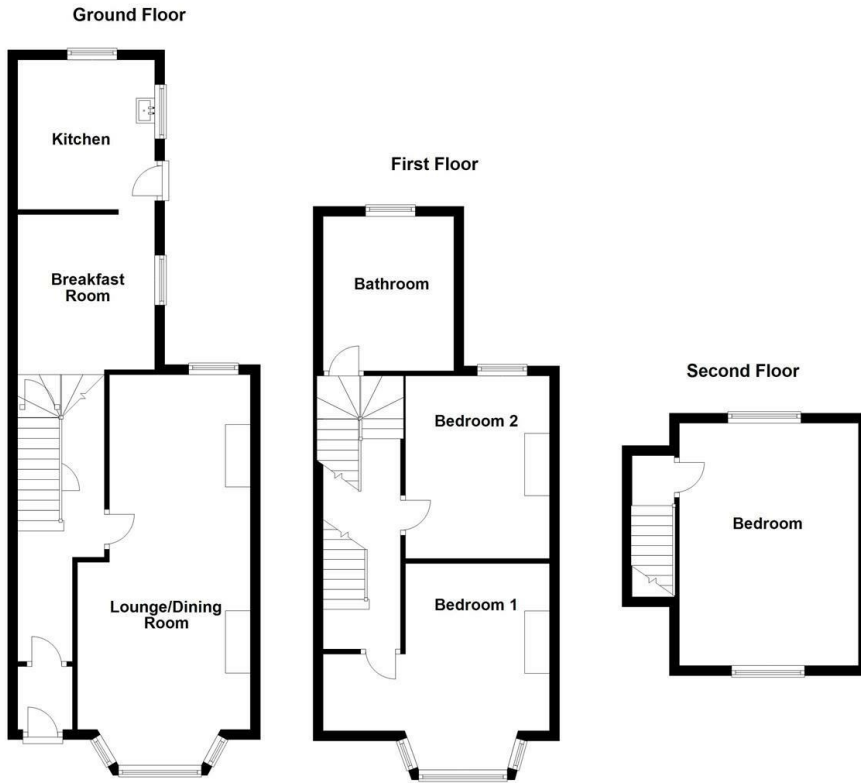 Ground Floor
Kitchen
Breakfast
Room
Lounge/Dining
Room
First Floor
Bathroom
Bedroom 2
Bedroom 1
Second Floor
Bedroom